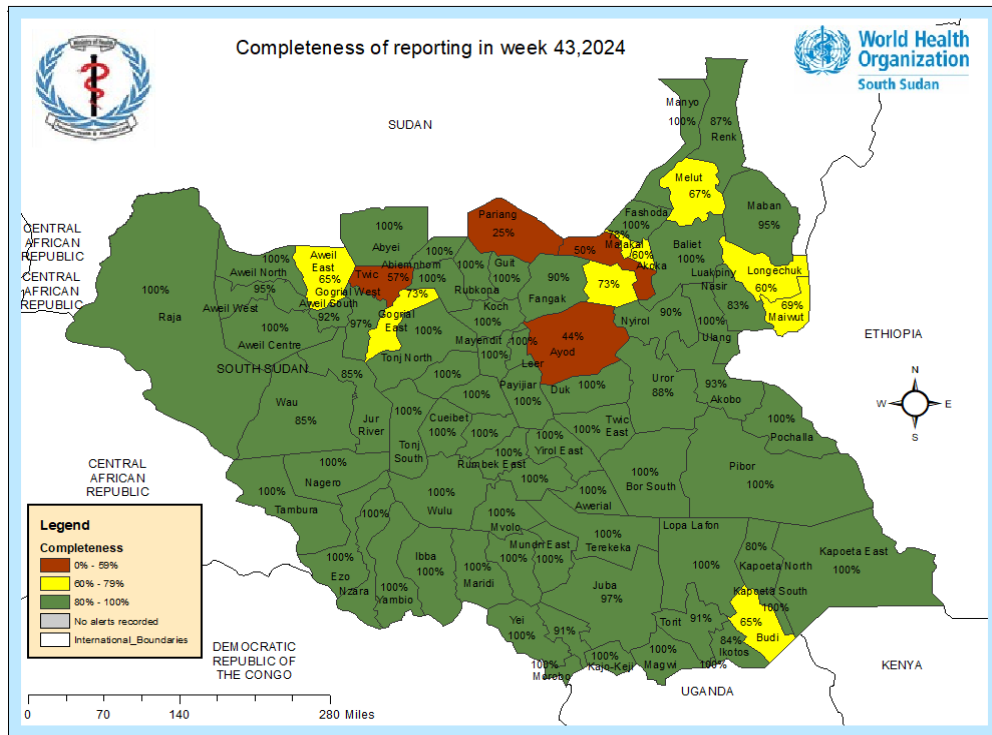 Completeness of reporting in week 43,2024
World Health
Organization
South Sudan
SUDAN
Manyo
100%
87%
Renk
Melut
67%
Maban
95%
Fashoda
100%
78%
Malakal
60%
Akoka
50%
Baliet
100%
Luakpiny
Nasir
83%
Longechuk
60%
69%
Maiwut
Pariang
25%
100%
Abyei
Abiemnhom
100%
100%
100%
Rubkona
Guit
100%
90%
Fangak
73%
CENTRAL
AFRICAN
REPUBLIC
CENTRAL
AFRICAN
REPUBLIC
100%
Raja
100%
Aweil North
95%
Aweil West
Aweil
East
65%
Twic
57%
Gogrial West
Aweil South
92%
97%
73%
Gogrial
East
100%
Aweil Centre
SOUTH SUDAN
Koch
100%
Mayendit
100%
100%
Leer
44%
Ayod
Nyirol
90%
100%
Ulang
ETHIOPIA
100%
Tonj North
85%
100%
100%
Payijiar
100%
Duk
100%
Uror
88%
93%
Akobo
Wau
85%
Jur
River
100%
Tonj
South
Cueibet
100%
100%
100%
Rumbek East
100%
Yirol East
100%
Twic
East
100%
Pochalla
N
W
E
S
CENTRAL
AFRICAN
REPUBLIC
100%
Nagero
100%
Tambura
100%
Wulu
100%
Mvolo
100%
Awerial
100%
Bor South
Pibor
100%
100%
100%
Ezo
Nzara
100%
Yambio
Ibba
100%
100%
Maridi
Mundri East
100%
100%
100%
Terekeka
Lopa Lafon
100%
80%
Kapoeta North
Kapoeta East
100%
Kapoeta South
100%
Juba
97%
Yei
100%
91%
Torit
91%
65%
Budi
84%
Ikotos
100%
100%
Morobo
100%
Kajo-Keji
100%
Magwi
DEMOCRATIC
REPUBLIC OF
THE CONGO
UGANDA
KENYA
Legend
Completeness
0% - 59%
60% - 79%
80% - 100%
No alerts recorded
International_Boundaries
0
70
140
280 Miles